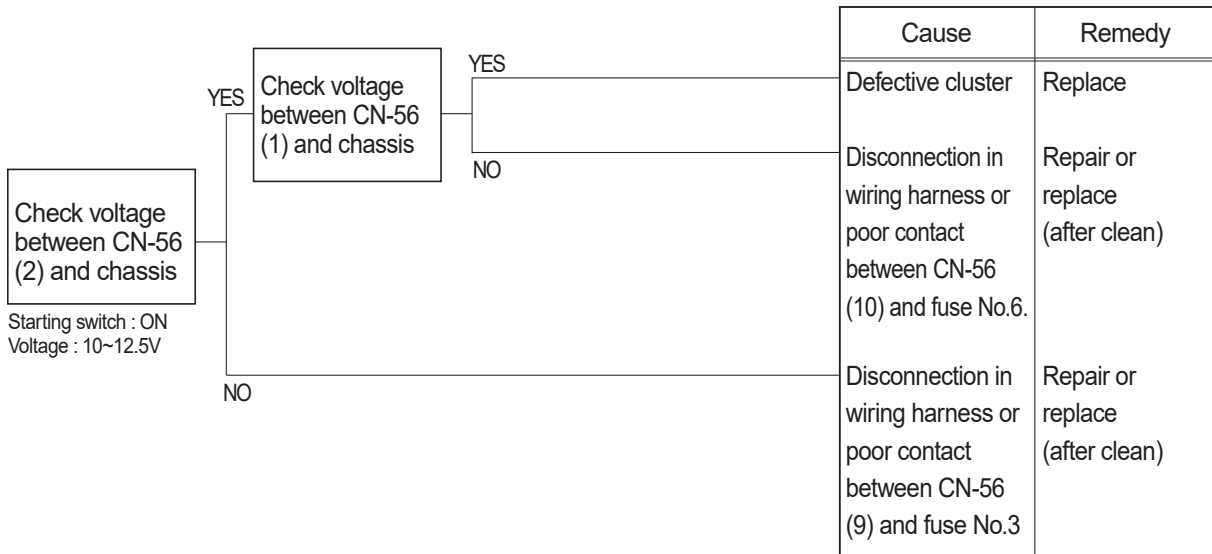 Check voltage
between CN-56
(2) and chassis
Starting switch : ON
Voltage : 10~12.5V
YES
NO
Check voltage
between CN-56
(1) and chassis
YES
NO
Cause
Remedy
Defective cluster
Replace
Disconnection in
wiring harness or
poor contact
between CN-56
(10) and fuse No.6.
Repair or
replace
(after clean)
Disconnection in
wiring harness or
poor contact
between CN-56
(9) and fuse No.3
Repair or
replace
(after clean)